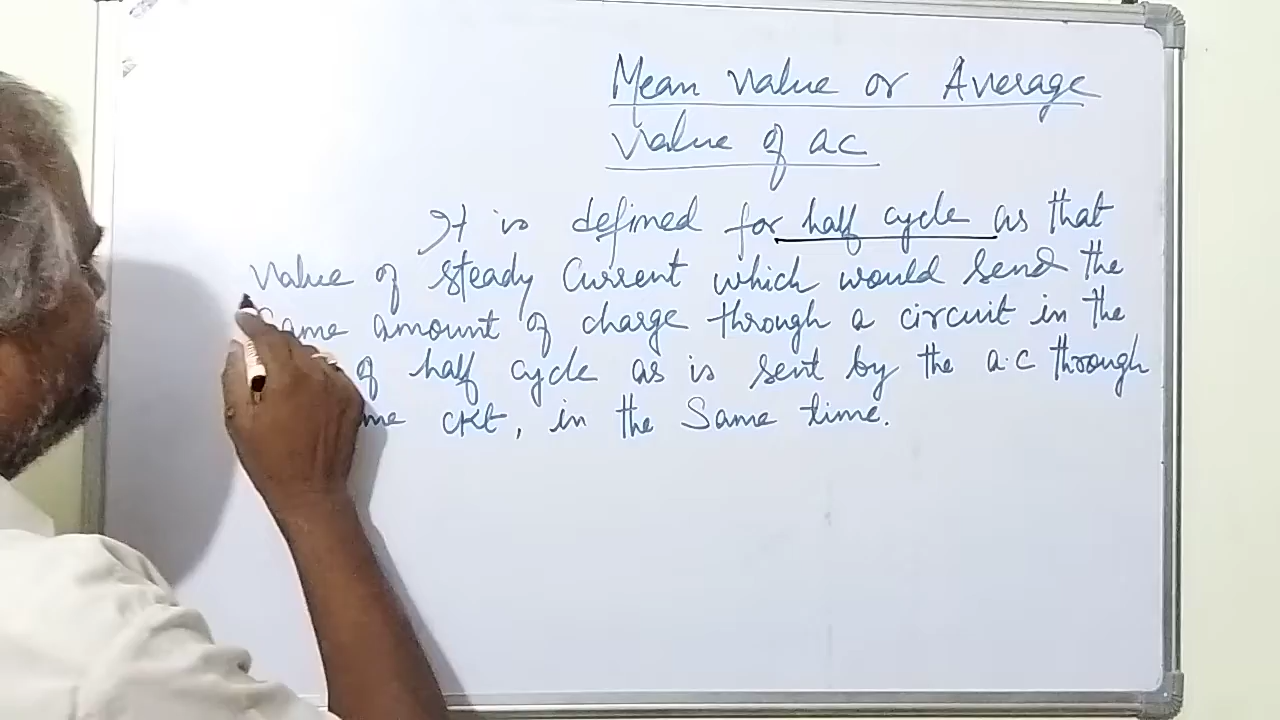 Mean Value or Average
Value of ac
It is defined for half cycle as that
Value of steady Current which would send the
Same amount of charge through a circuit in the
of half cycle as is sent by the a.c through
ckt, in the Same time.